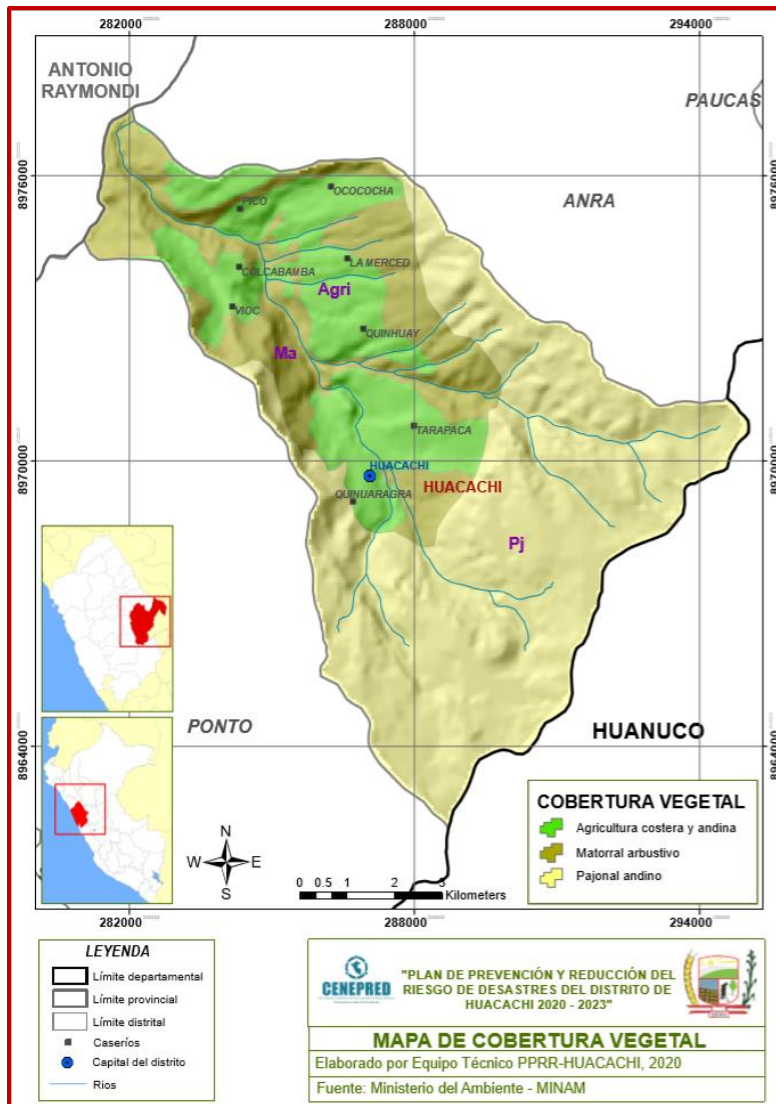 282000
288000
294000
ANTONIO
RAYMONDI
PAUCAS
8976000
8976000
OCOCOCHA
PICO
ANRA
LA MERCED
CULCABAMBA
Agri
VIOC
QUINHUAY
Ma
TARAPACA
8970000
8970000
HUACACHI
HUACACHI
QUINUARAGRA
Pj
PONTO
HUANUCO
8964000
8964000
COBERTURA VEGETAL
Agricultura costera y andina
Matorral arbustivo
Pajonal andino
N
W
E
S
0 0.5 1 2 3
Kilometers
282000
288000
294000
LEYENDA
Límite departamental
Límite provincial
Límite distrital
Caseríos
Capital del distrito
Rios
CENEPRED
"PLAN DE PREVENCIÓN Y REDUCCIÓN DEL
RIESGO DE DESASTRES DEL DISTRITO DE
HUACACHI 2020 - 2023"
MAPA DE COBERTURA VEGETAL
Elaborado por Equipo Técnico PPRR-HUACACHI, 2020
Fuente: Ministerio del Ambiente - MINAM